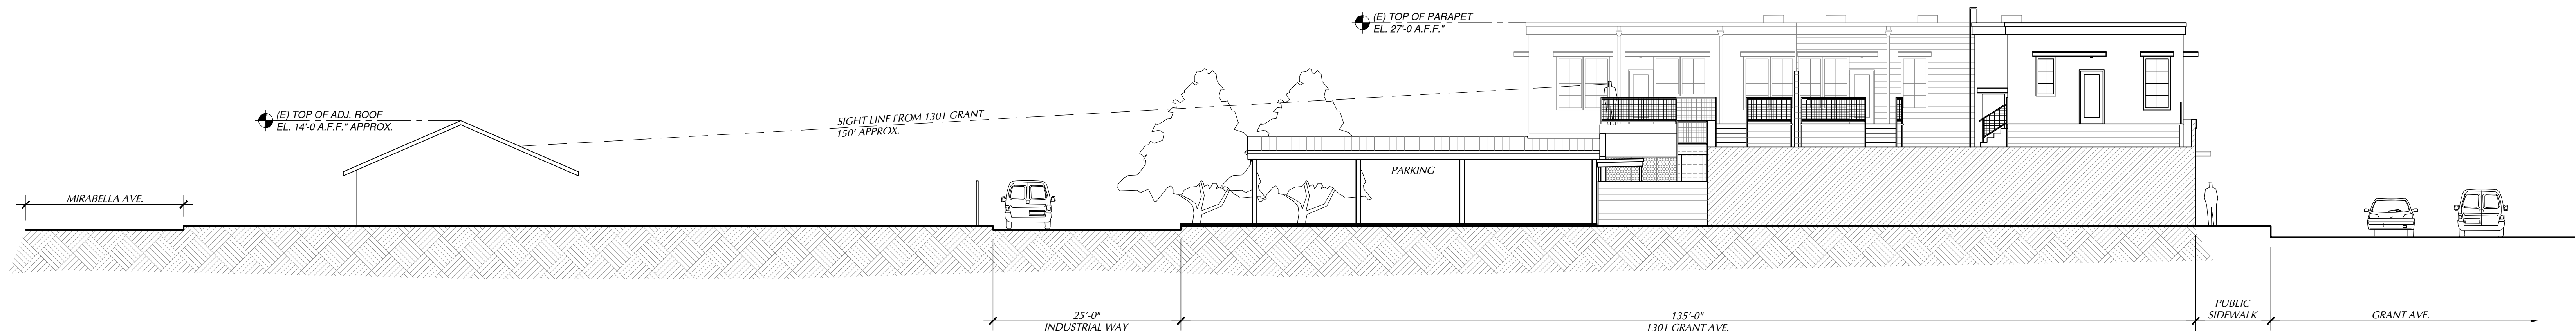 (E) TOP OF PARAPET
EL. 27'-0 A.F.F."
(E) TOP OF ADJ. ROOF
EL. 14'-0 A.F.F." APPROX.
SIGHT LINE FROM 1301 GRANT
150' APPROX.
PARKING
MIRABELLA AVE.
25'-0"
INDUSTRIAL WAY
135'-0"
1301 GRANT AVE.
PUBLIC
SIDEWALK
GRANT AVE.